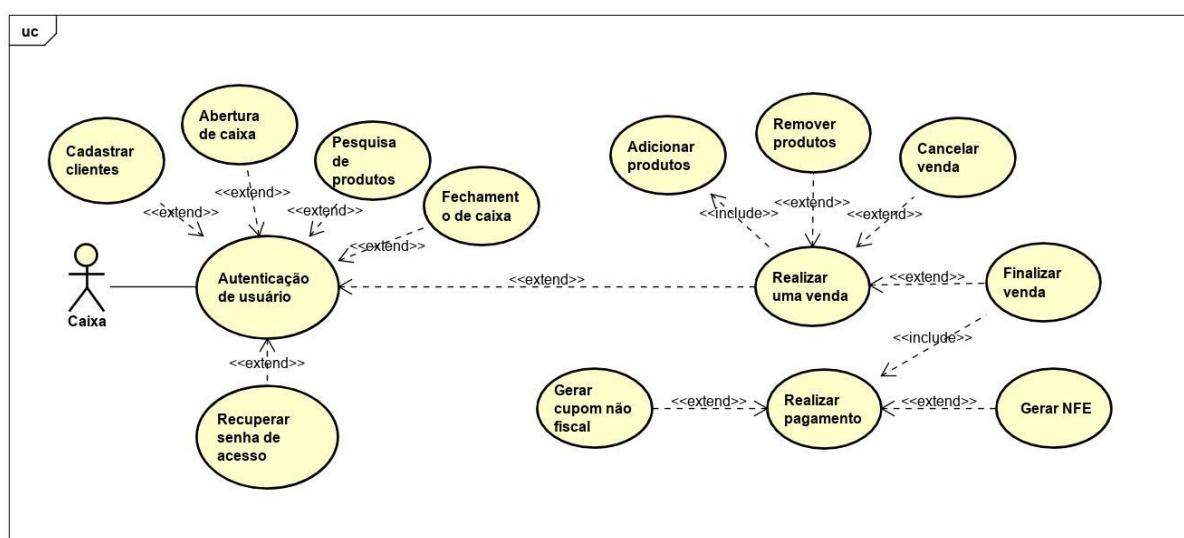 uc
Abertura
de caixa
Cadastrar
clientes
Pesquisa
de
produtos
Fechament
o de caixa
<<extend>>
<<extend>>
<<extend>>
<<extend>>
Remover
produtos
Adicionar
produtos
Cancelar
venda
<<include>>
<<extend>>
<<extend>>
Caixa
Autenticação
de usuário
<<extend>>
Realizar
uma venda
<<extend>>
Finalizar
venda
<<include>>
<<extend>>
Recuperar
senha de
acesso
Gerar
cupom não
fiscal
<<extend>>
Realizar
pagamento
<<extend>>
Gerar NFE